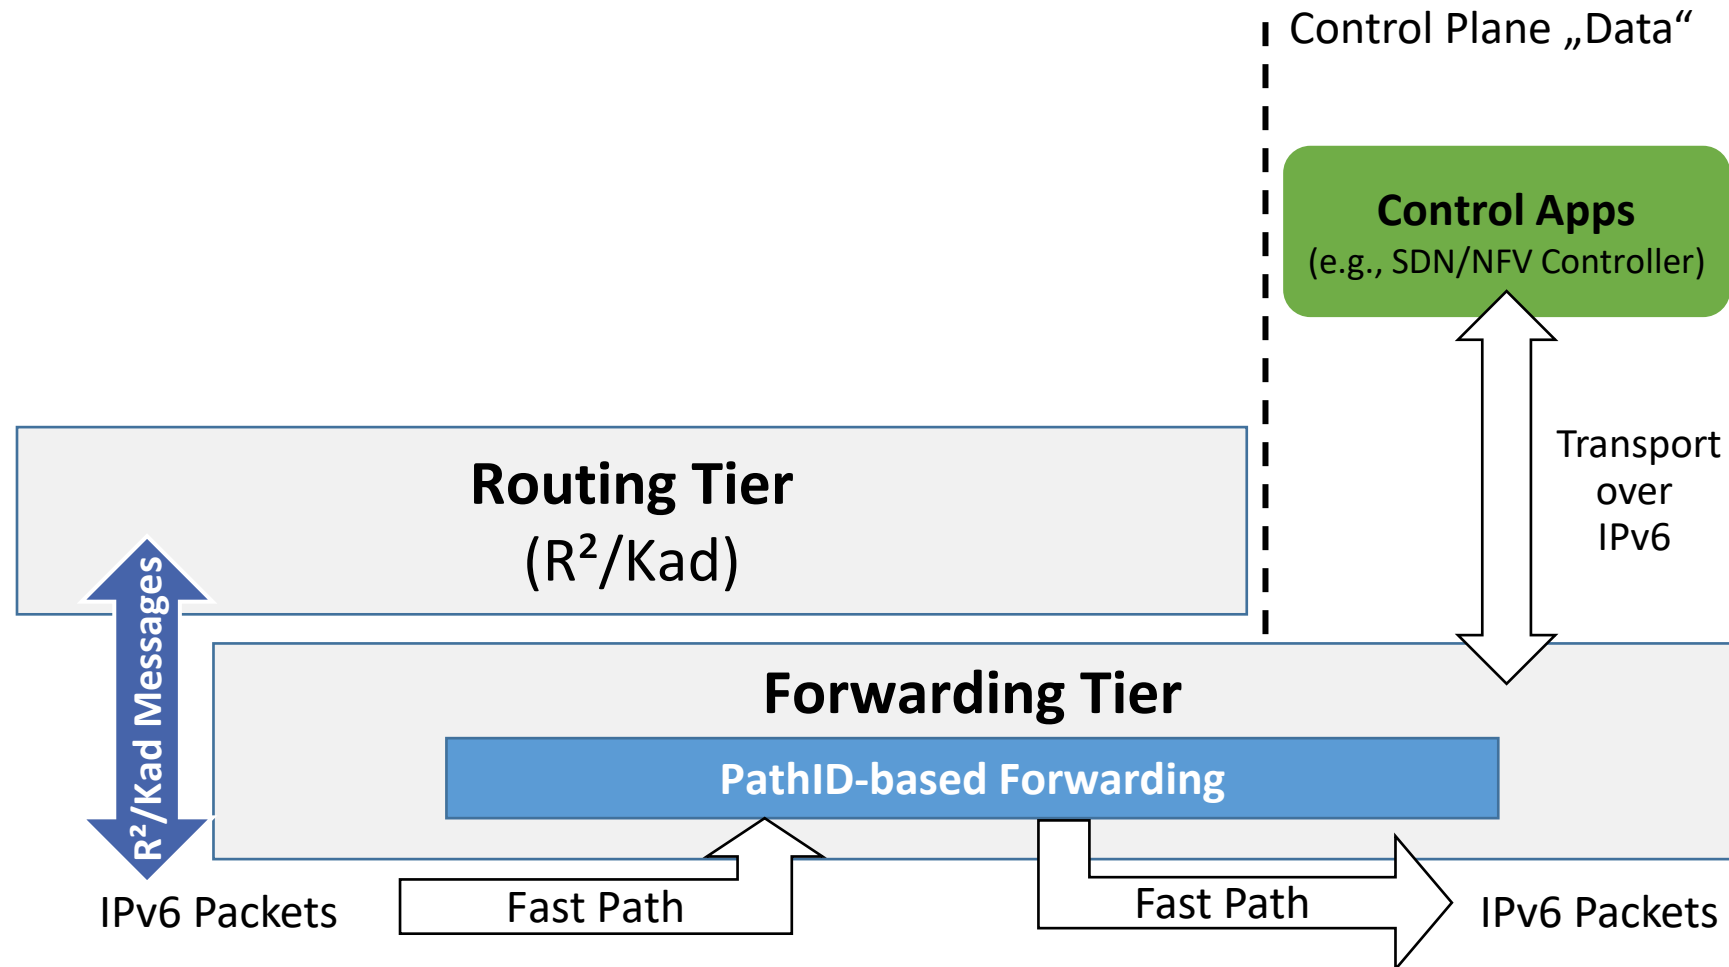 Control Plane „Data“
Control Apps
(e.g., SDN/NFV Controller)
Transport
over
IPv6
Routing Tier
(R²/Kad)
R²/Kad Messages
Forwarding Tier
PathID-based Forwarding
IPv6 Packets
Fast Path
Fast Path
IPv6 Packets